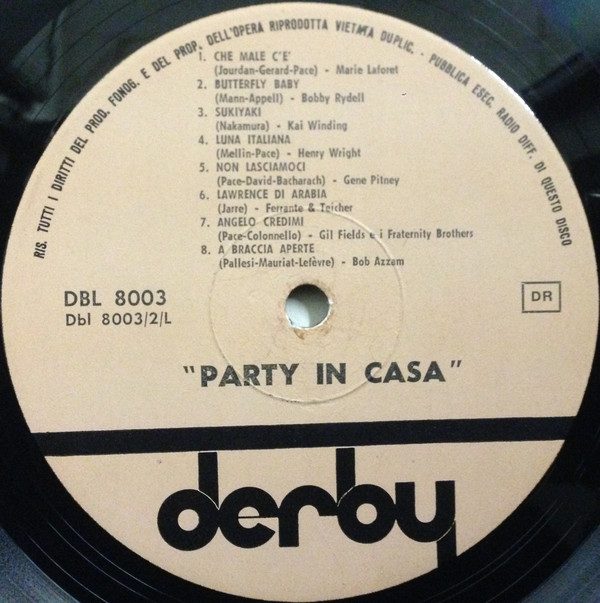 RIS. TUTTI I DIRITTI DEL PROD. FONOG. E DEL PROP. DELL'OPERA RIPRODOTTA VIETATA DUPLIC. - PUBBLICA ESEC. RADIO DIFF. DI QUESTO DISCO
1. CHE MALE C'E'
(Jourdan-Gerard-Pace) - Marie Laforet
2. BUTTERFLY BABY
(Mann-Appell) - Bobby Rydell
3. SUKIYAKI
(Nakamura) - Kai Winding
4. LUNA ITALIANA
(Mellin-Pace) - Henry Wright
5. NON LASCIAMOCI
(Pace-David-Bacharach) - Gene Pitney
6. LAWRENCE DI ARABIA
(Jarre) - Ferrante & Teicher
7. ANGELO CREDIMI
(Pace-Colonnello) - Gil Fields e i Fraternity Brothers
8. A BRACCIA APERTE
(Pallesi-Mauriat-Lefèvre) - Bob Azzam
DBL 8003
Dbl 8003/2/L
DR
"PARTY IN CASA"
derby